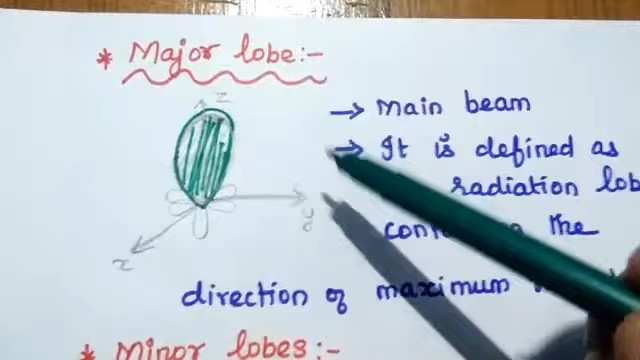 * Major lobe:-
z
→ Main beam
→ It is defined as
radiation lob
the
y
x
direction of maximum
* Minor lobes:-